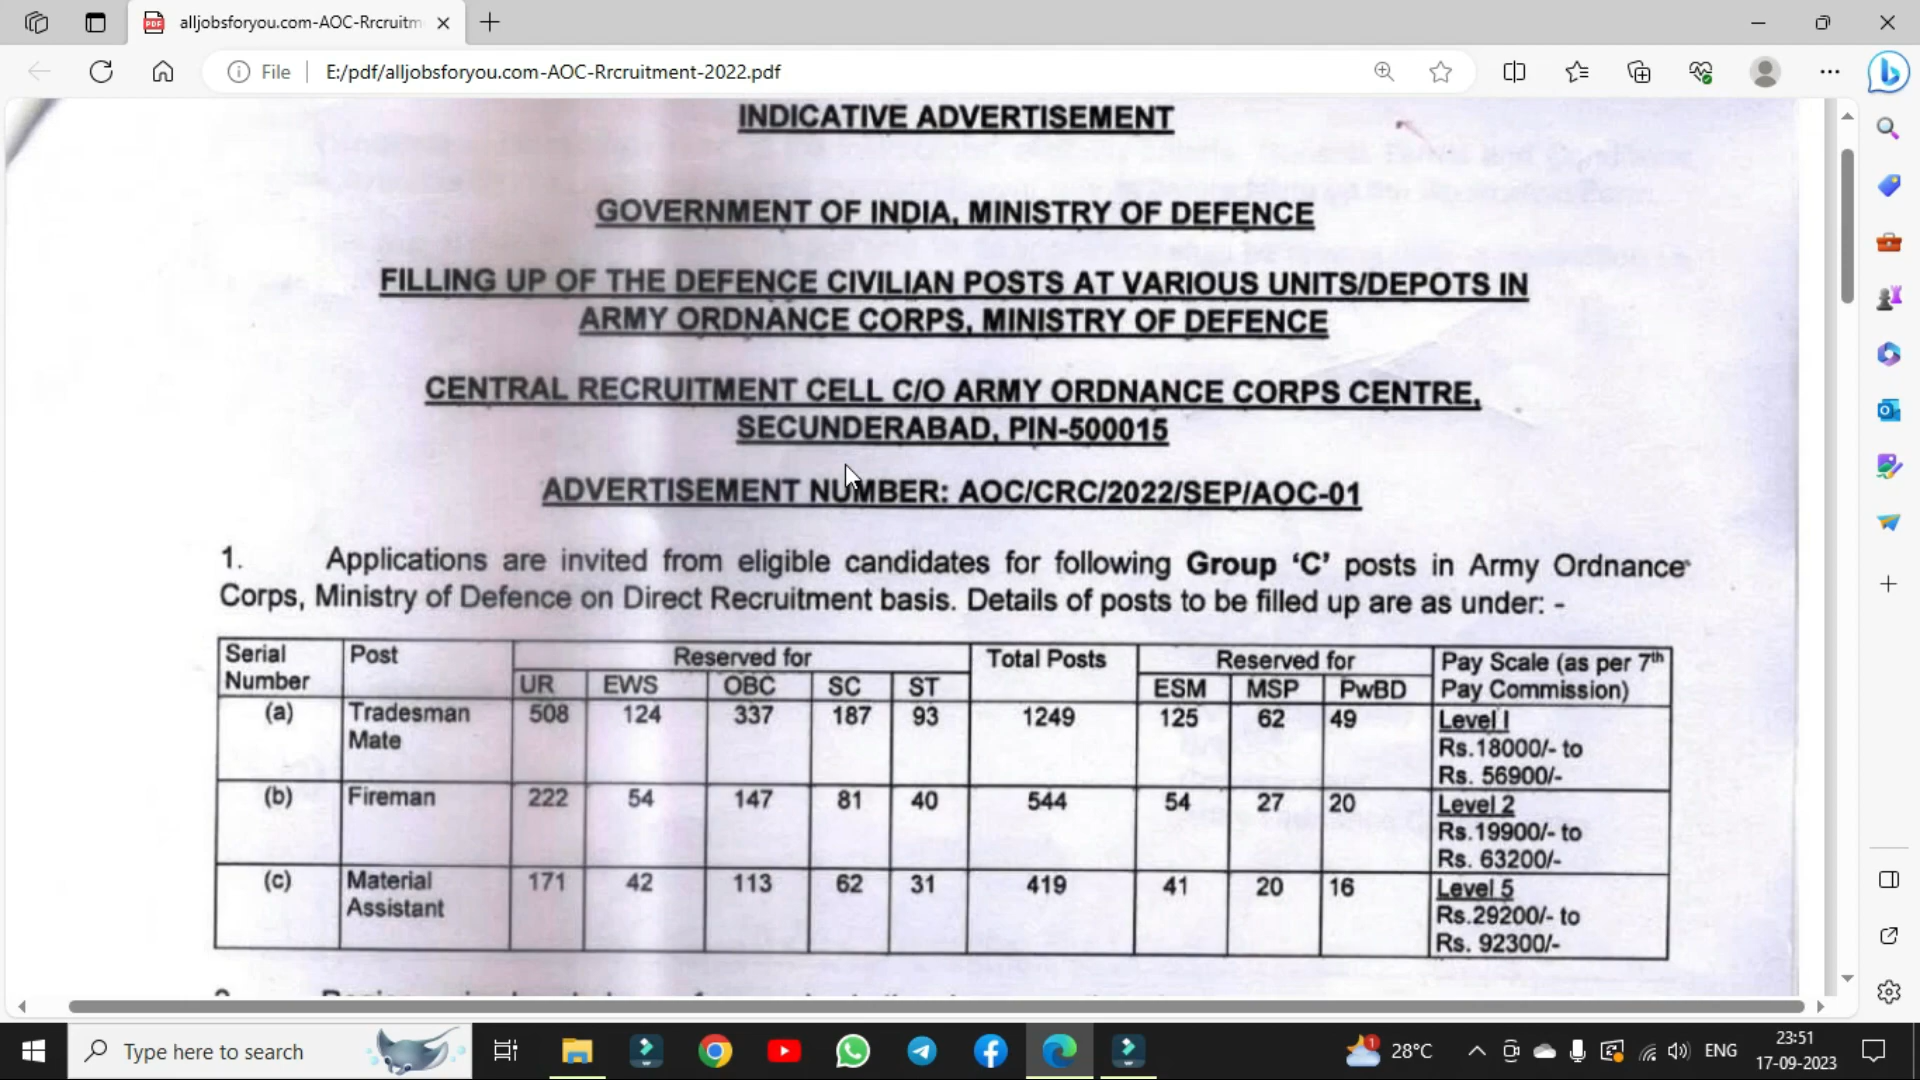 alljobsforyou.com-AOC-Rrcruitm
File
E:/pdf/alljobsforyou.com-AOC-Rrcruitment-2022.pdf
INDICATIVE ADVERTISEMENT
GOVERNMENT OF INDIA, MINISTRY OF DEFENCE
FILLING UP OF THE DEFENCE CIVILIAN POSTS AT VARIOUS UNITS/DEPOTS IN
ARMY ORDNANCE CORPS, MINISTRY OF DEFENCE
CENTRAL RECRUITMENT CELL C/O ARMY ORDNANCE CORPS CENTRE,
SECUNDERABAD, PIN-500015
ADVERTISEMENT NUMBER: AOC/CRC/2022/SEP/AOC-01
1. Applications are invited from eligible candidates for following Group ‘C’ posts in Army Ordnance
Corps, Ministry of Defence on Direct Recruitment basis. Details of posts to be filled up are as under: -
Serial Number Post Reserved for Total Posts Reserved for Pay Scale (as per 7th Pay Commission)
UR EWS OBC SC ST ESM MSP PwBD
(a) Tradesman Mate 508 124 337 187 93 1249 125 62 49 Level I Rs.18000/- to Rs. 56900/-
(b) Fireman 222 54 147 81 40 544 54 27 20 Level 2 Rs.19900/- to Rs. 63200/-
(c) Material Assistant 171 42 113 62 31 419 41 20 16 Level 5 Rs.29200/- to Rs. 92300/-
Type here to search
1
28°C
ENG
23:51
17-09-2023